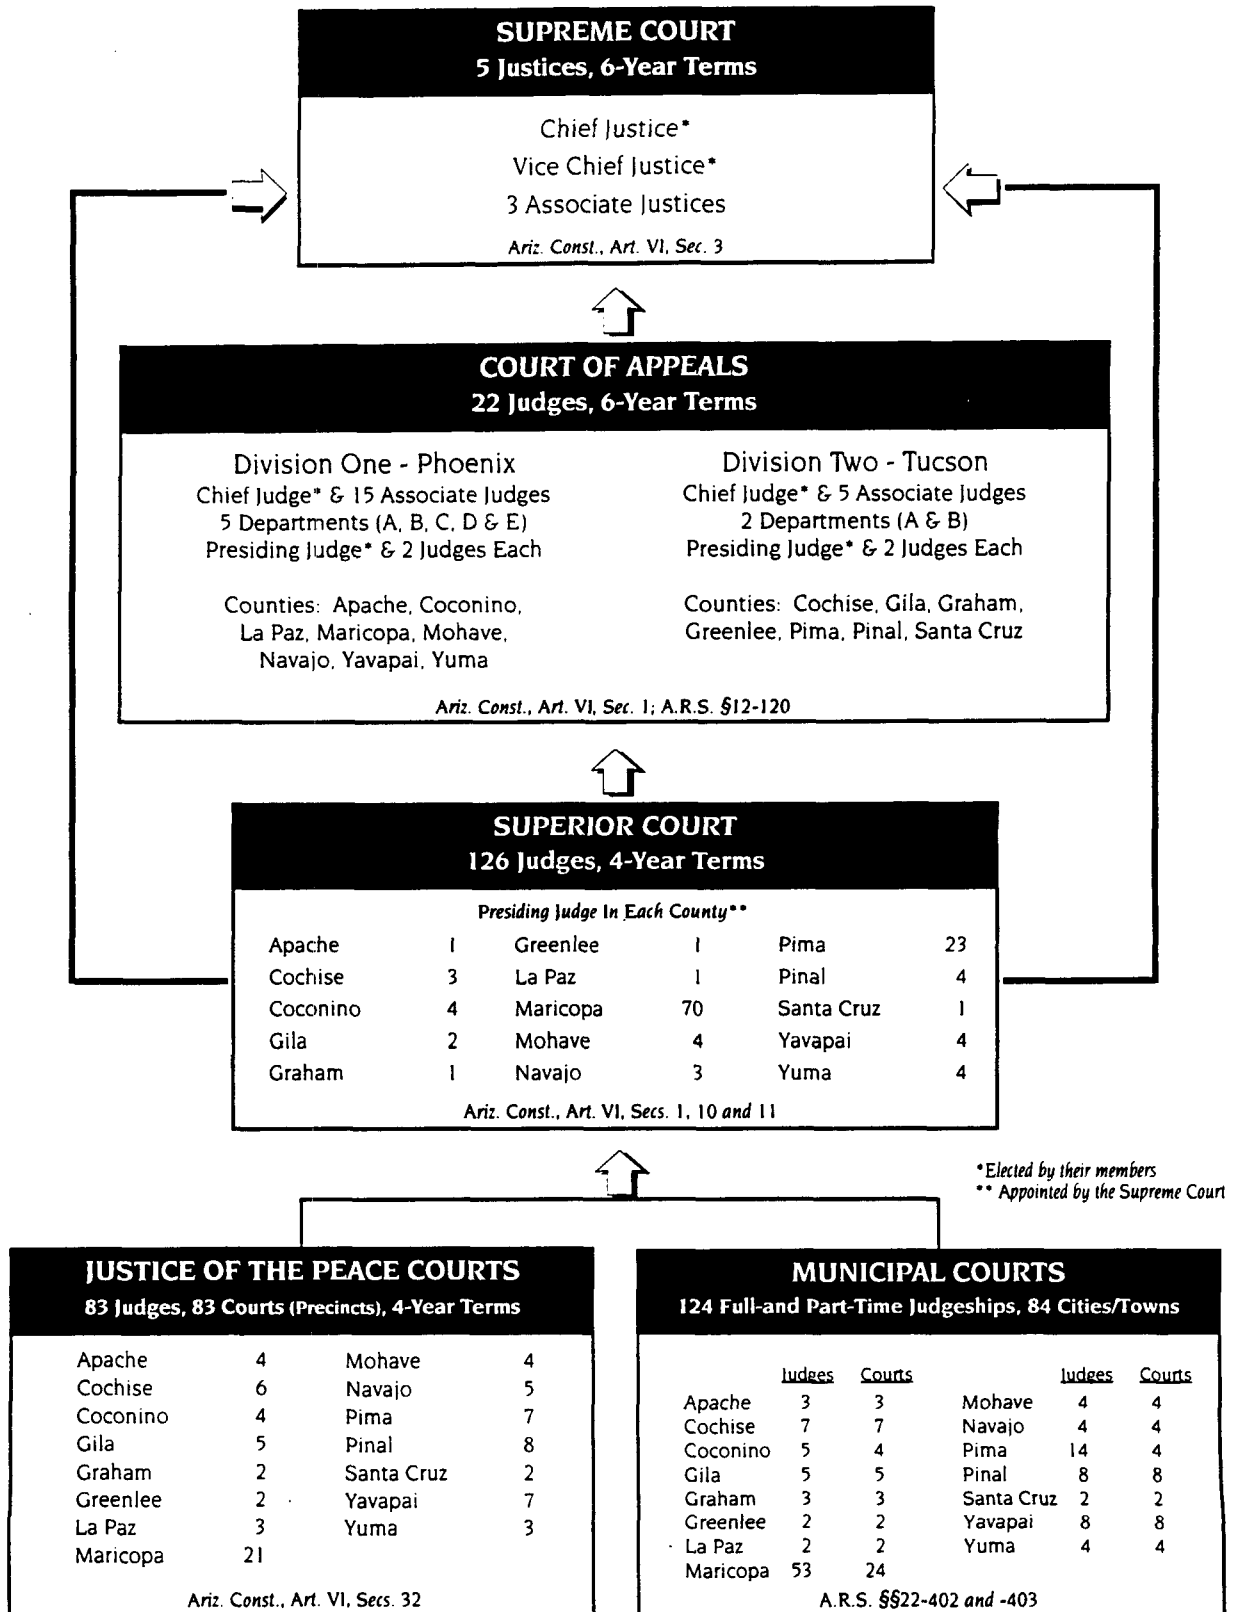 SUPREME COURT
5 Justices, 6-Year Terms
Chief Justice*
Vice Chief Justice*
3 Associate Justices
Ariz. Const., Art. VI, Sec. 3
COURT OF APPEALS
22 Judges, 6-Year Terms
Division One - Phoenix
Chief Judge* & 15 Associate Judges
5 Departments (A, B, C, D & E)
Presiding Judge* & 2 Judges Each
Counties: Apache, Coconino,
La Paz, Maricopa, Mohave,
Navajo, Yavapai, Yuma
Division Two - Tucson
Chief Judge* & 5 Associate Judges
2 Departments (A & B)
Presiding Judge* & 2 Judges Each
Counties: Cochise, Gila, Graham,
Greenlee, Pima, Pinal, Santa Cruz
Ariz. Const., Art. VI, Sec. 1; A.R.S. §12-120
SUPERIOR COURT
126 Judges, 4-Year Terms
Presiding Judge In Each County**
Apache 1 Greenlee 1 Pima 23
Cochise 3 La Paz 1 Pinal 4
Coconino 4 Maricopa 70 Santa Cruz 1
Gila 2 Mohave 4 Yavapai 4
Graham 1 Navajo 3 Yuma 4
Ariz. Const., Art. VI, Secs. 1, 10 and 11
*Elected by their members
** Appointed by the Supreme Court
JUSTICE OF THE PEACE COURTS
83 Judges, 83 Courts (Precincts), 4-Year Terms
Apache 4 Mohave 4
Cochise 6 Navajo 5
Coconino 4 Pima 7
Gila 5 Pinal 8
Graham 2 Santa Cruz 2
Greenlee 2 Yavapai 7
La Paz 3 Yuma 3
Maricopa 21
Ariz. Const., Art. VI, Secs. 32
MUNICIPAL COURTS
124 Full-and Part-Time Judgeships, 84 Cities/Towns
Judges Courts Judges Courts
Apache 3 3 Mohave 4 4
Cochise 7 7 Navajo 4 4
Coconino 5 4 Pima 14 4
Gila 5 5 Pinal 8 8
Graham 3 3 Santa Cruz 2 2
Greenlee 2 2 Yavapai 8 8
La Paz 2 2 Yuma 4 4
Maricopa 53 24
A.R.S. §§22-402 and -403